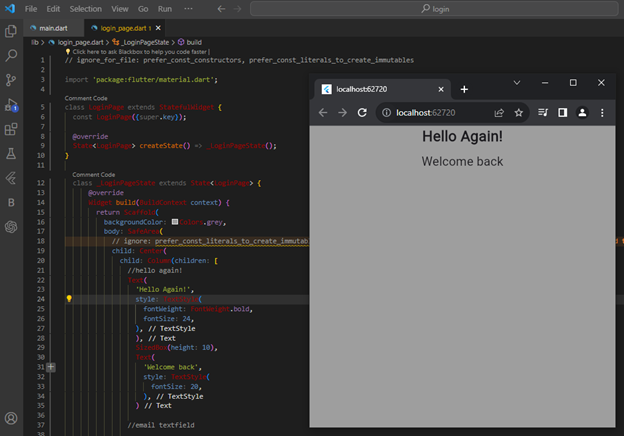 File Edit Selection View Go Run ... login
main.dart login_page.dart 1
lib > login_page.dart > _LoginPageState > build
Click here to ask Blackbox to help you code faster
1 // ignore_for_file: prefer_const_constructors, prefer_const_literals_to_create_immutables
2
3 import 'package:flutter/material.dart';
4
Comment Code
5 class LoginPage extends StatefulWidget {
6 const LoginPage({super.key});
7
8 @override
9 State<LoginPage> createState() => _LoginPageState();
10 }
11
Comment Code
12 class _LoginPageState extends State<LoginPage> {
13 @override
14 Widget build(BuildContext context) {
15 return Scaffold(
16 backgroundColor: Colors.grey,
17 body: SafeArea(
18 // ignore: prefer_const_literals_to_create_immutab
19 child: Center(
20 child: Column(children: [
21 //hello again!
22 Text(
23 'Hello Again!',
24 style: TextStyle(
25 fontWeight: FontWeight.bold,
26 fontSize: 24,
27 ), // TextStyle
28 ), // Text
29 SizedBox(height: 10),
30 Text(
31 'Welcome back',
32 style: TextStyle(
33 fontSize: 20,
34 ), // TextStyle
35 ) // Text
36
37 //email textfield
localhost:62720
localhost:62720
Hello Again!
Welcome back